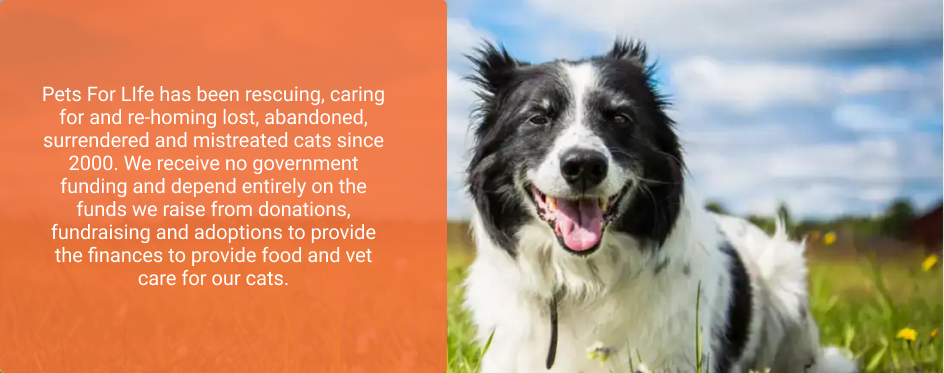 Pets For LIfe has been rescuing, caring
for and re-homing lost, abandoned,
surrendered and mistreated cats since
2000. We receive no government
funding and depend entirely on the
funds we raise from donations,
fundraising and adoptions to provide
the finances to provide food and vet
care for our cats.